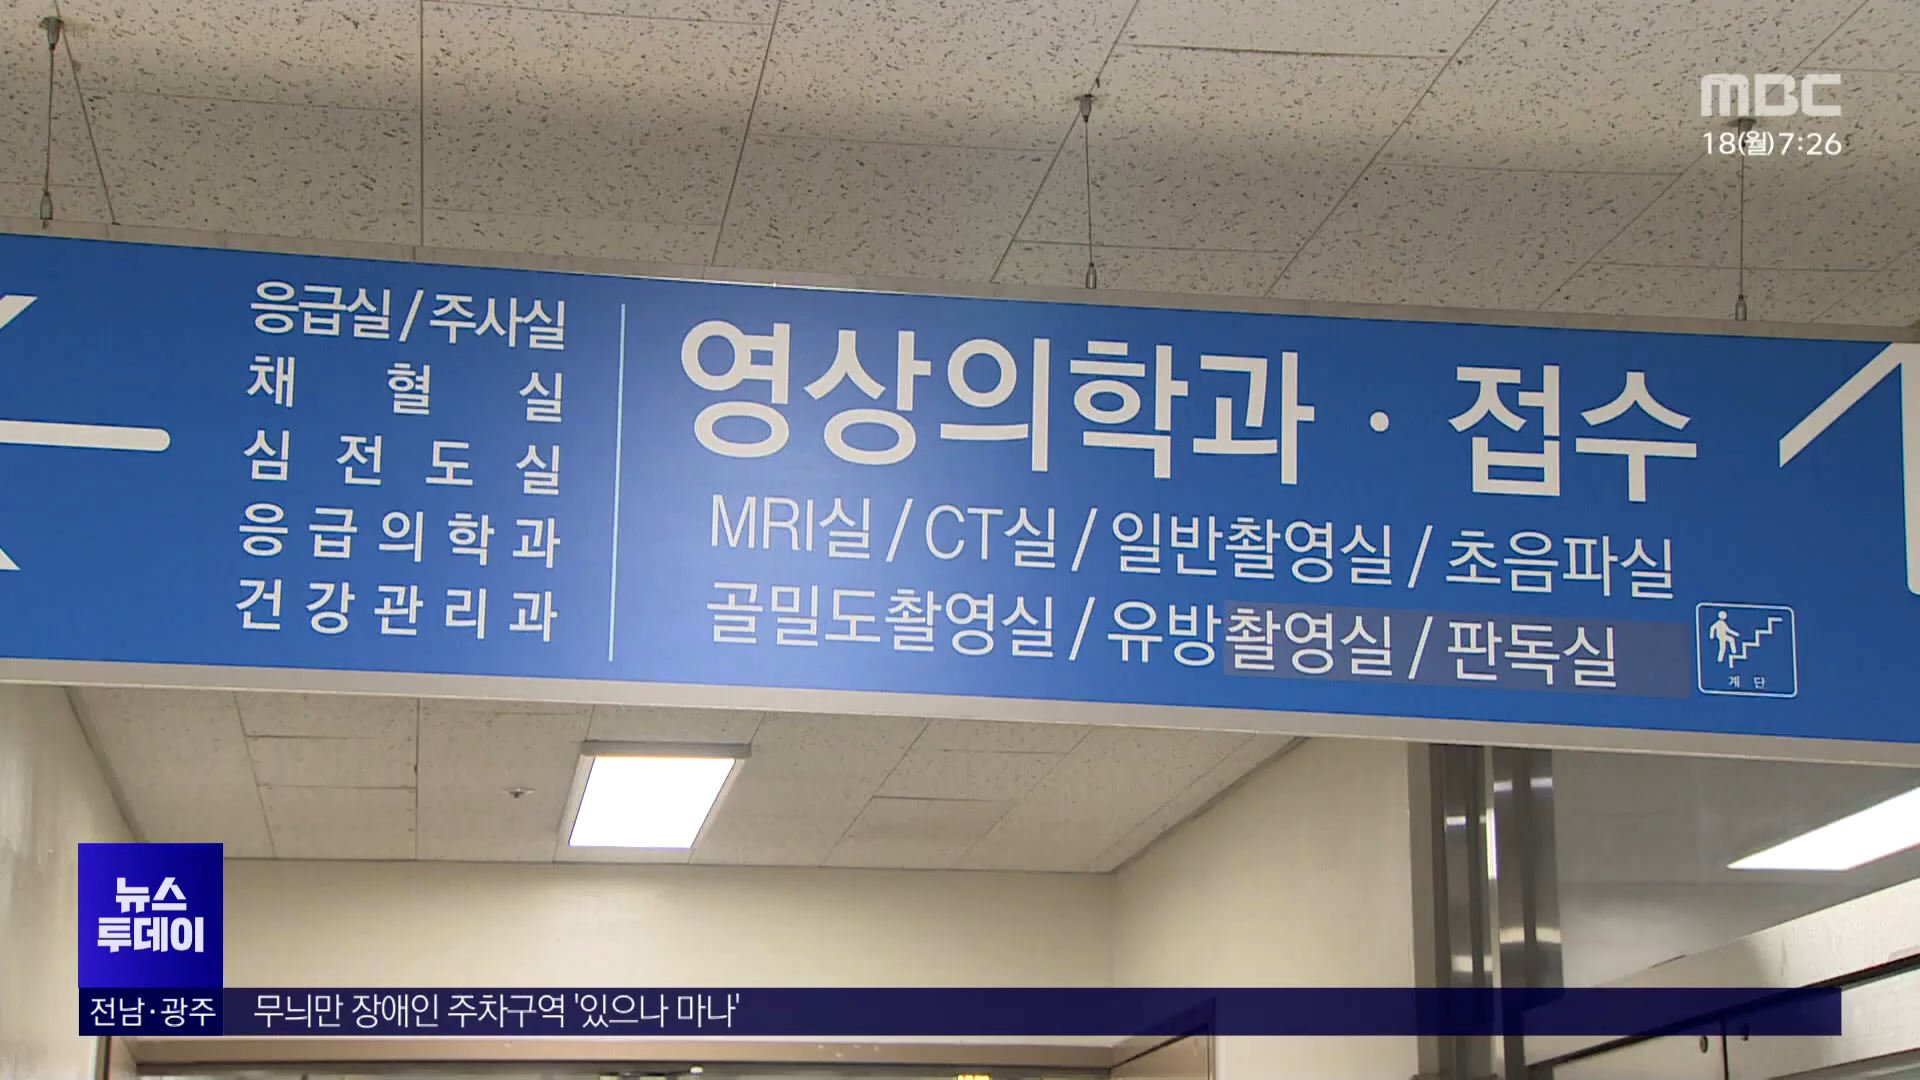 MBC
18(월) 7:26
응급실 / 주사실
채혈실
심전도실
응급의학과
건강관리과
영상의학과 · 접수
MRI실 / CT실 / 일반촬영실 / 초음파실
골밀도촬영실 / 유방촬영실 / 판독실
계단
뉴스
투데이
전남·광주 무늬만 장애인 주차구역 '있으나 마나'